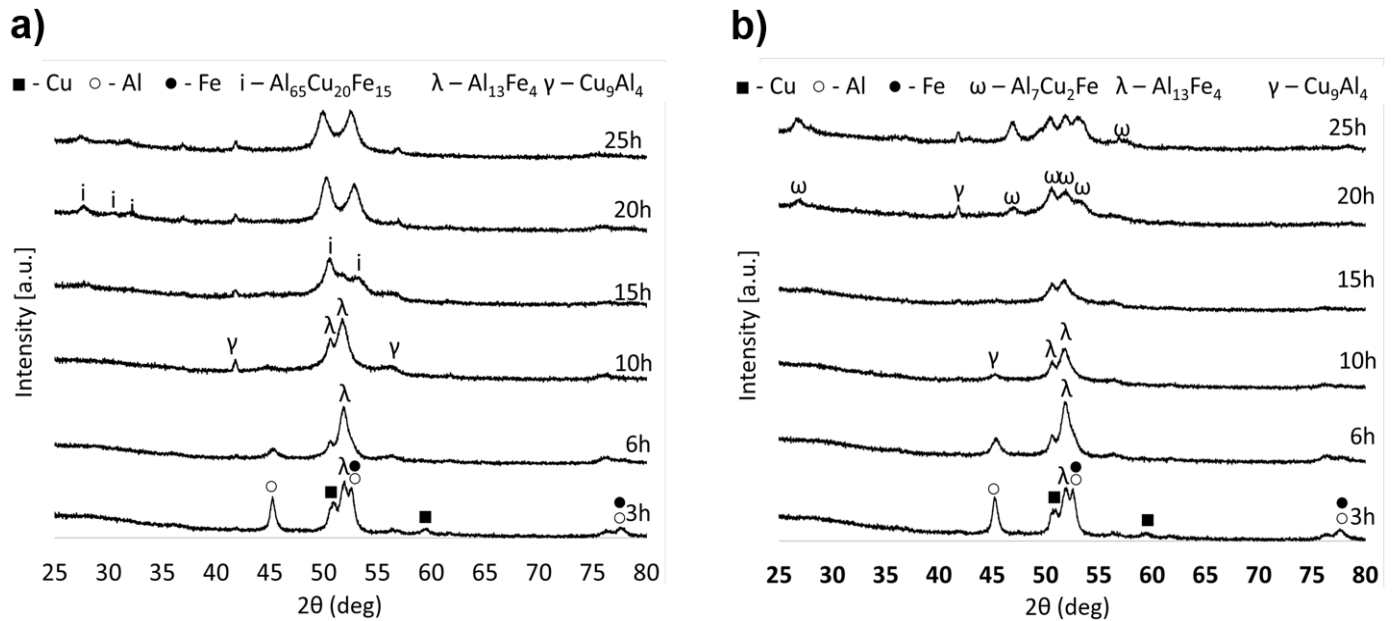 a)
■ - Cu ○ - Al ● - Fe i – Al₆₅Cu₂₀Fe₁₅ λ – Al₁₃Fe₄ γ – Cu₉Al₄
25h
i i i
20h
i i
15h
λ λ
γ γ
10h
λ
6h
● ○
λ
○ ■ ■
● ○
3h
Intensity [a.u.]
25 30 35 40 45 50 55 60 65 70 75 80
2θ (deg)
b)
■ - Cu ○ - Al ● - Fe ω – Al₇Cu₂Fe λ – Al₁₃Fe₄ γ – Cu₉Al₄
25h
ω
ω γ ω ω ω ω
20h
15h
λ λ
γ
10h
λ
6h
● ○
λ
○ ■ ■
● ○
3h
Intensity [a.u.]
25 30 35 40 45 50 55 60 65 70 75 80
2θ (deg)